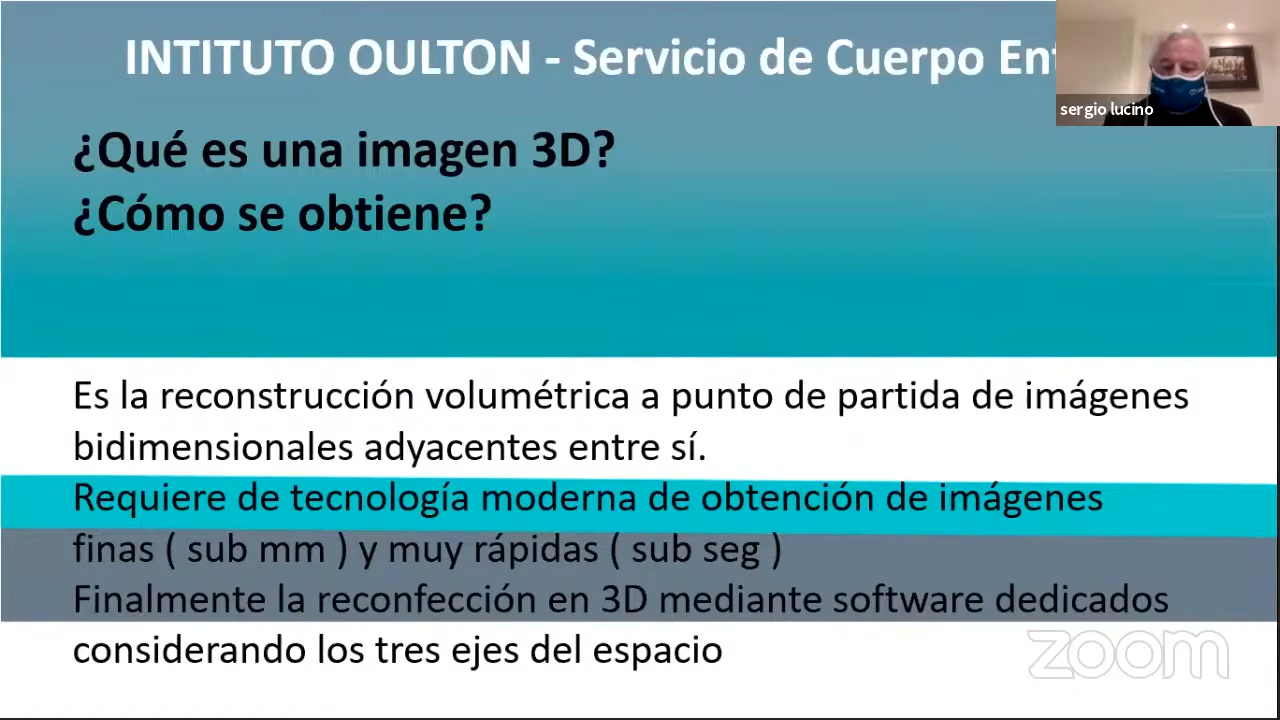 INTITUTO OULTON - Servicio de Cuerpo
sergio lucino
¿Qué es una imagen 3D?
¿Cómo se obtiene?
Es la reconstrucción volumétrica a punto de partida de imágenes
bidimensionales adyacentes entre sí.
Requiere de tecnología moderna de obtención de imágenes
finas ( sub mm ) y muy rápidas ( sub seg )
Finalmente la reconfección en 3D mediante software dedicados
considerando los tres ejes del espacio
zoom